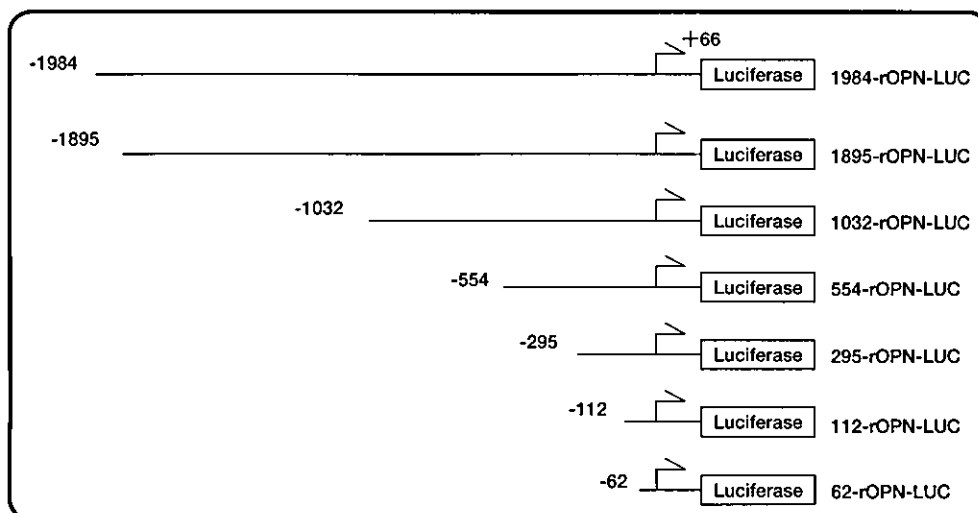 +66
-1984 Luciferase 1984-rOPN-LUC
-1895 Luciferase 1895-rOPN-LUC
-1032 Luciferase 1032-rOPN-LUC
-554 Luciferase 554-rOPN-LUC
-295 Luciferase 295-rOPN-LUC
-112 Luciferase 112-rOPN-LUC
-62 Luciferase 62-rOPN-LUC